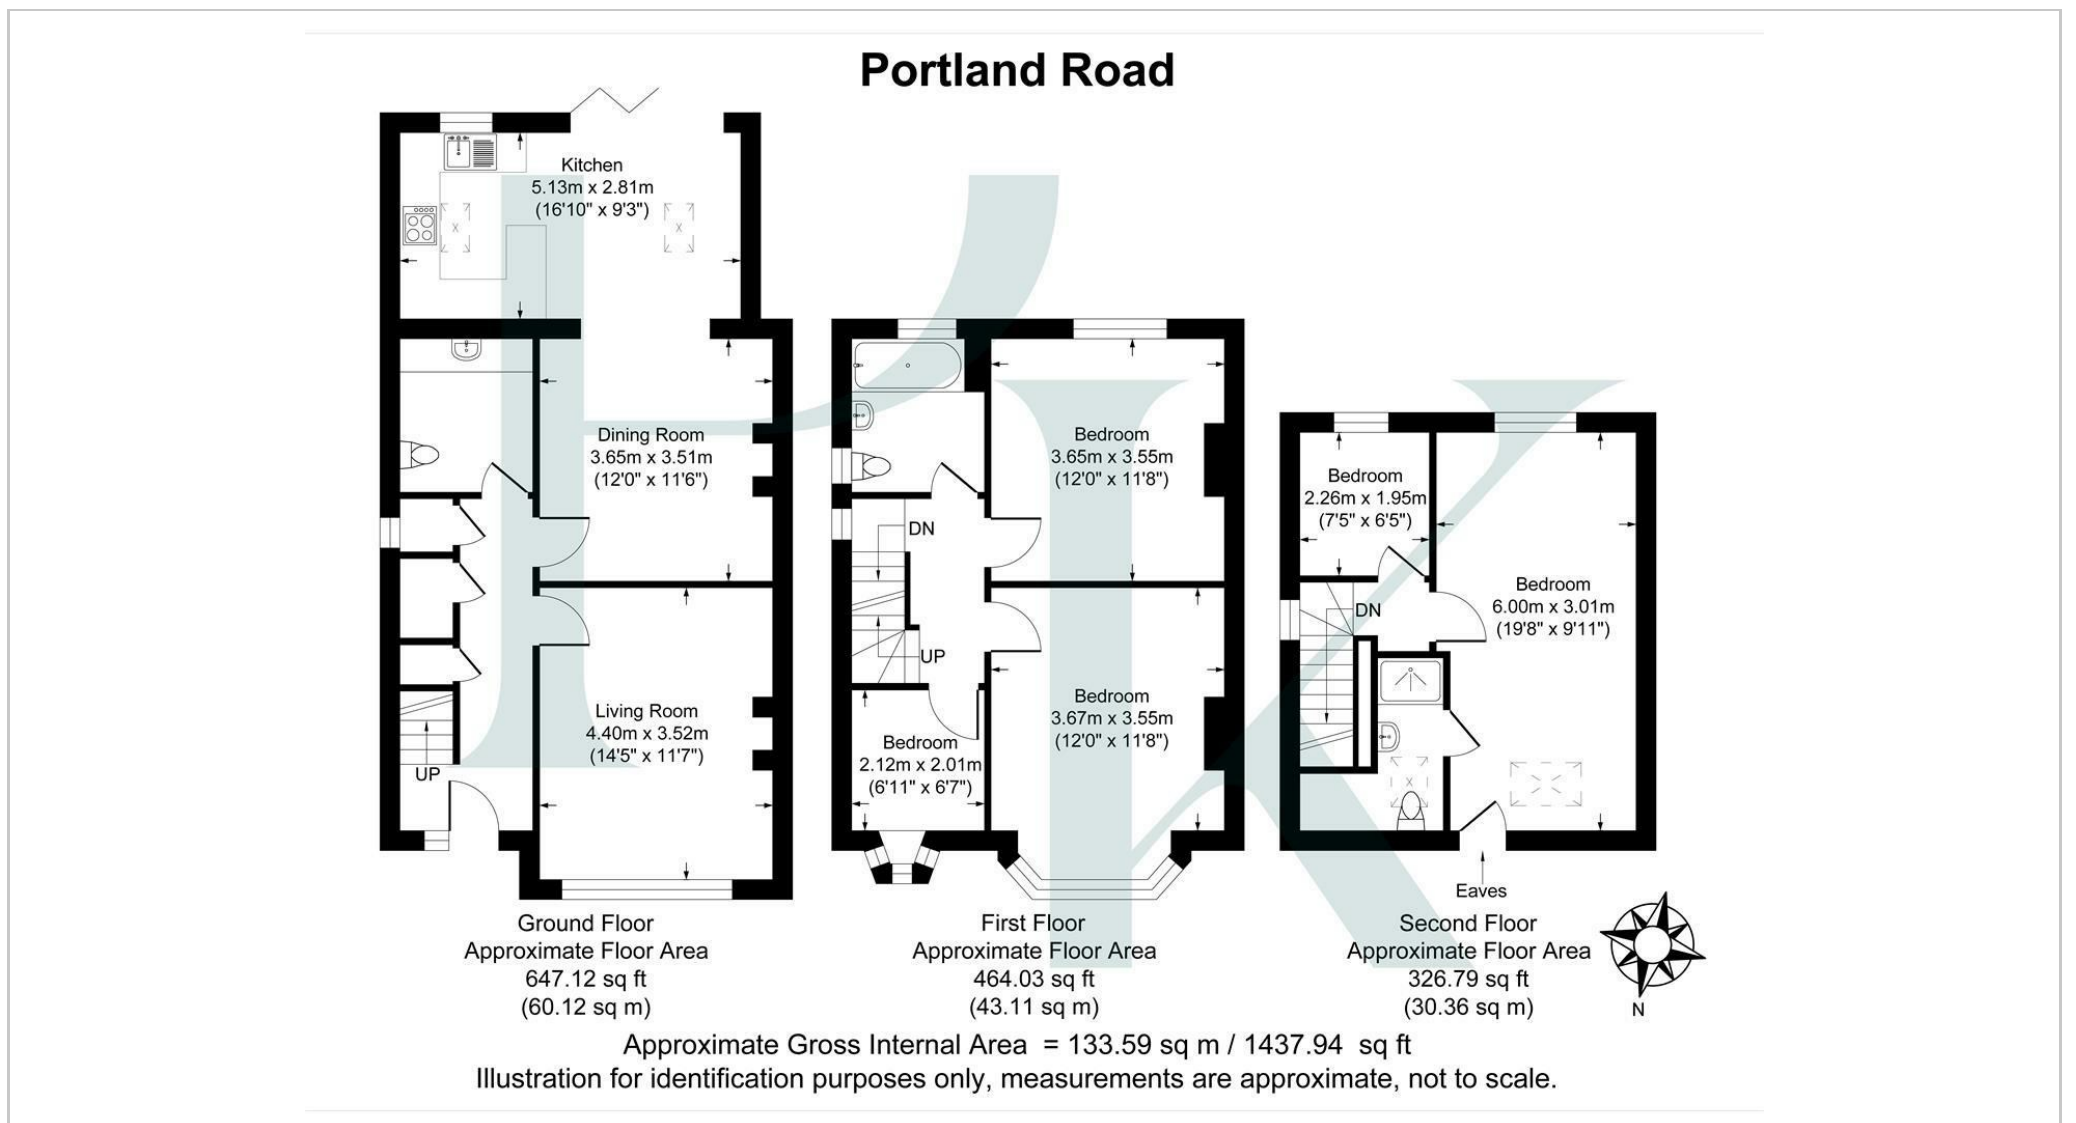 Portland Road
Kitchen
5.13m x 2.81m
(16'10" x 9'3")
Dining Room
3.65m x 3.51m
(12'0" x 11'6")
Living Room
4.40m x 3.52m
(14'5" x 11'7")
UP
Ground Floor
Approximate Floor Area
647.12 sq ft
(60.12 sq m)
Bedroom
3.65m x 3.55m
(12'0" x 11'8")
DN
UP
Bedroom
3.67m x 3.55m
(12'0" x 11'8")
Bedroom
2.12m x 2.01m
(6'11" x 6'7")
First Floor
Approximate Floor Area
464.03 sq ft
(43.11 sq m)
Bedroom
2.26m x 1.95m
(7'5" x 6'5")
DN
Bedroom
6.00m x 3.01m
(19'8" x 9'11")
Eaves
Second Floor
Approximate Floor Area
326.79 sq ft
(30.36 sq m)
N
Approximate Gross Internal Area = 133.59 sq m / 1437.94 sq ft
Illustration for identification purposes only, measurements are approximate, not to scale.